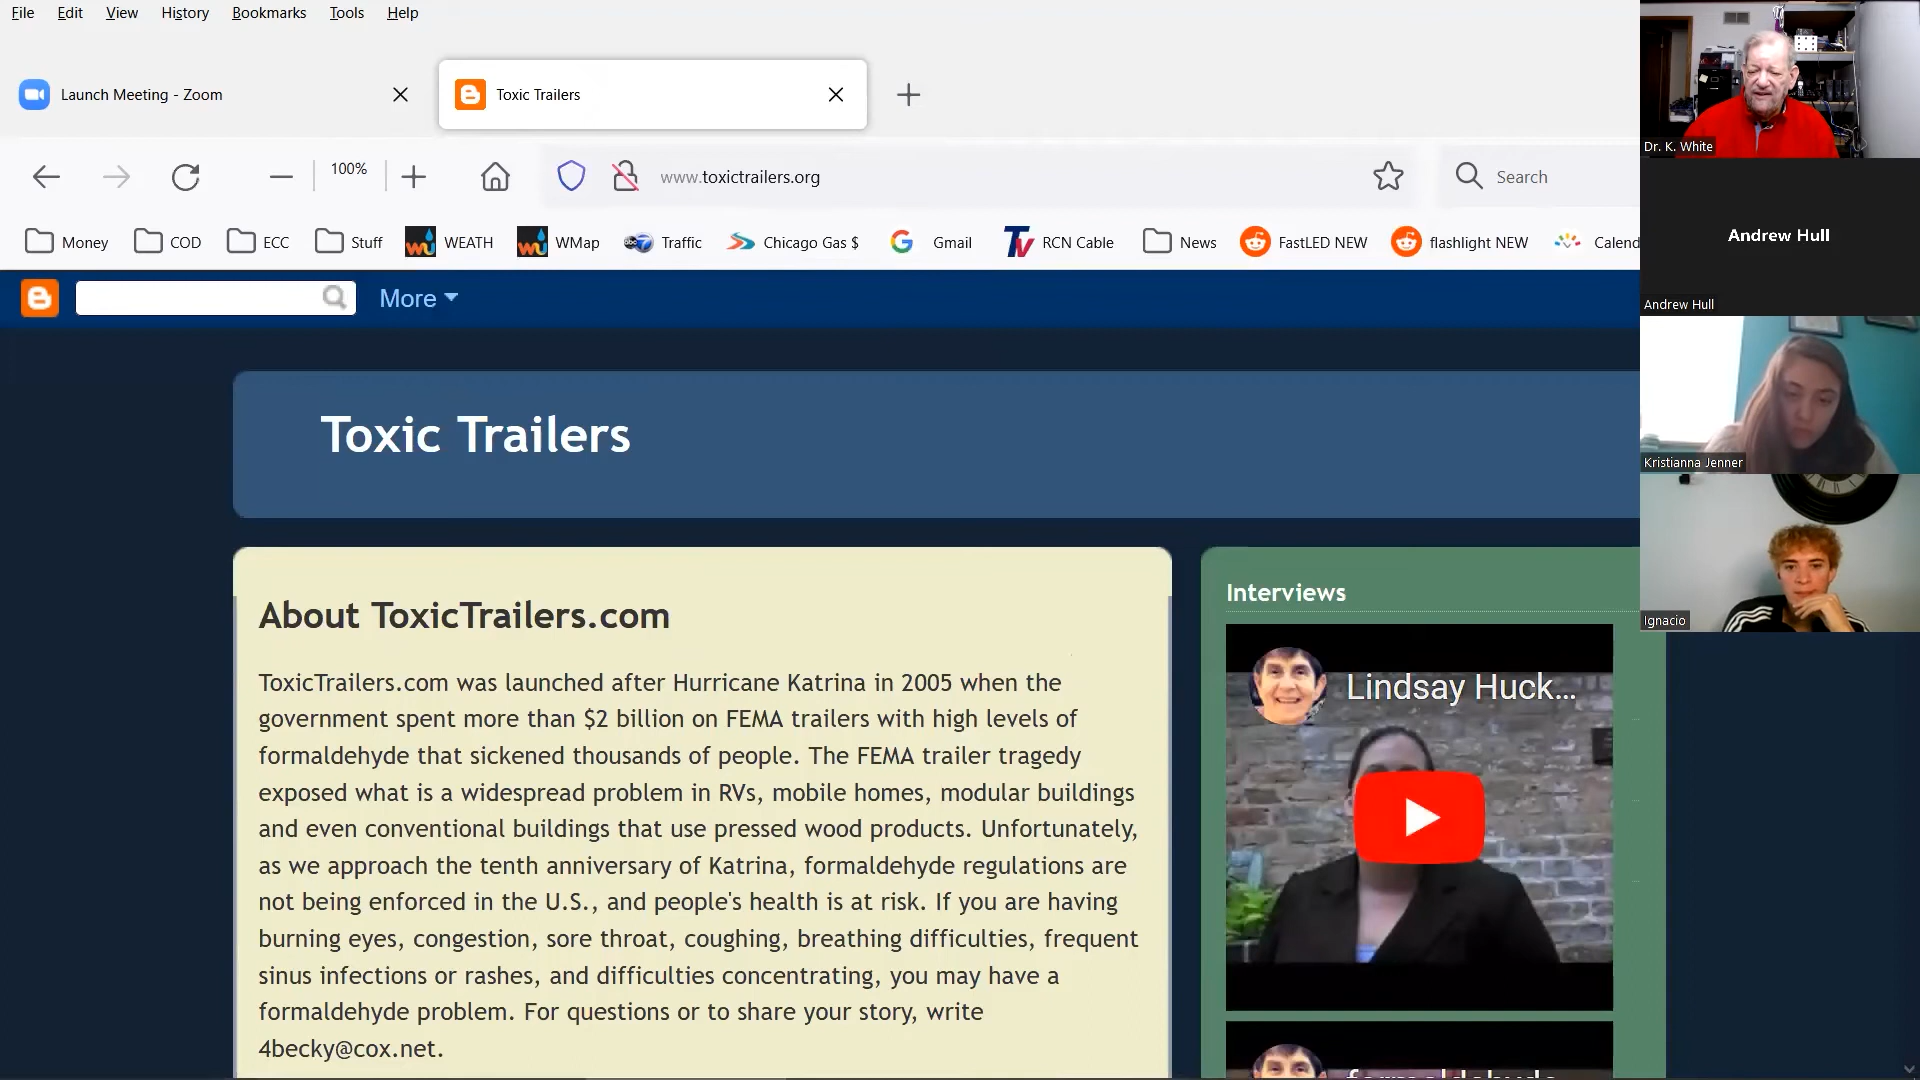 File Edit View History Bookmarks Tools Help
Launch Meeting - Zoom
Toxic Trailers
100%
www.toxictrailers.org
Search
Money COD ECC Stuff WEATH WMap Traffic Chicago Gas $ Gmail RCN Cable News FastLED NEW flashlight NEW Calend
More
Toxic Trailers
About ToxicTrailers.com
ToxicTrailers.com was launched after Hurricane Katrina in 2005 when the
government spent more than $2 billion on FEMA trailers with high levels of
formaldehyde that sickened thousands of people. The FEMA trailer tragedy
exposed what is a widespread problem in RVs, mobile homes, modular buildings
and even conventional buildings that use pressed wood products. Unfortunately,
as we approach the tenth anniversary of Katrina, formaldehyde regulations are
not being enforced in the U.S., and people's health is at risk. If you are having
burning eyes, congestion, sore throat, coughing, breathing difficulties, frequent
sinus infections or rashes, and difficulties concentrating, you may have a
formaldehyde problem. For questions or to share your story, write
4becky@cox.net.
Interviews
Lindsay Huck...
Dr. K. White
Andrew Hull
Andrew Hull
Kristianna Jenner
Ignacio